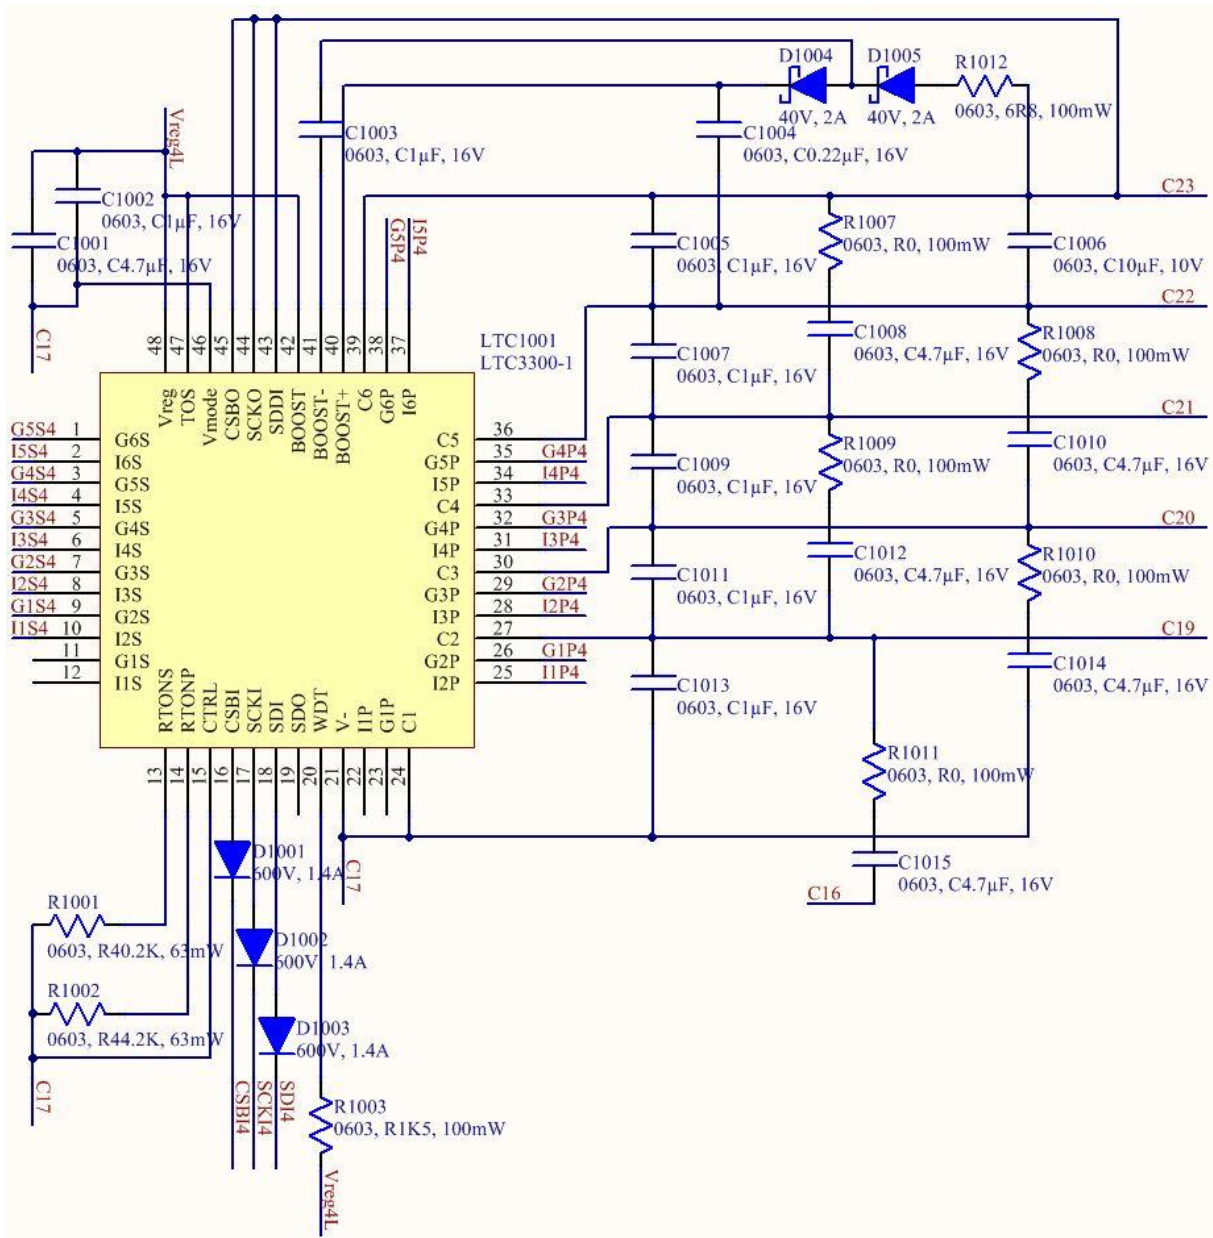 D1004
D1005
R1012
40V, 2A
40V, 2A
0603, 6R8, 100mW
Vreg4L
C1003
0603, C1µF, 16V
C1004
0603, C0.22µF, 16V
C1002
0603, C1µF, 16V
C1001
0603, C4.7µF, 16V
C17
G5P4
I5P4
C23
R1007
0603, R0, 100mW
C1005
0603, C1µF, 16V
C1006
0603, C10µF, 10V
C22
LTC1001
LTC3300-1
C1007
0603, C1µF, 16V
C1008
0603, C4.7µF, 16V
R1008
0603, R0, 100mW
C21
48
47
46
45
44
43
42
41
40
39
38
37
Vreg
TOS
Vmode
CSBO
SCKO
SDDI
BOOST
BOOST-
BOOST+
C6
G6P
I6P
G5S4 1 G6S
I5S4 2 I6S
G4S4 3 G5S
I4S4 4 I5S
G3S4 5 G4S
I3S4 6 I4S
G2S4 7 G3S
I2S4 8 I3S
G1S4 9 G2S
I1S4 10 I2S
11 G1S
12 I1S
C5 36
G5P 35 G4P4
I5P 34 I4P4
C4 33
G4P 32 G3P4
I4P 31 I3P4
C3 30
G3P 29 G2P4
I3P 28 I2P4
C2 27
G2P 26 G1P4
I2P 25 I1P4
C1009
0603, C1µF, 16V
R1009
0603, R0, 100mW
C1010
0603, C4.7µF, 16V
C20
C1011
0603, C1µF, 16V
C1012
0603, C4.7µF, 16V
R1010
0603, R0, 100mW
C19
C1013
0603, C1µF, 16V
C1014
0603, C4.7µF, 16V
RTONS
RTONP
CTRL
CSBI
SCKI
SDI
SDO
WDT
V-
I1P
G1P
C1
13
14
15
16
17
18
19
20
21
22
23
24
R1011
0603, R0, 100mW
C1015
0603, C4.7µF, 16V
C16
C17
D1001
600V, 1.4A
R1001
0603, R40.2K, 63mW
D1002
600V, 1.4A
R1002
0603, R44.2K, 63mW
D1003
600V, 1.4A
C17
CSBI4
SCKI4
SDI4
R1003
0603, R1K5, 100mW
Vreg4L